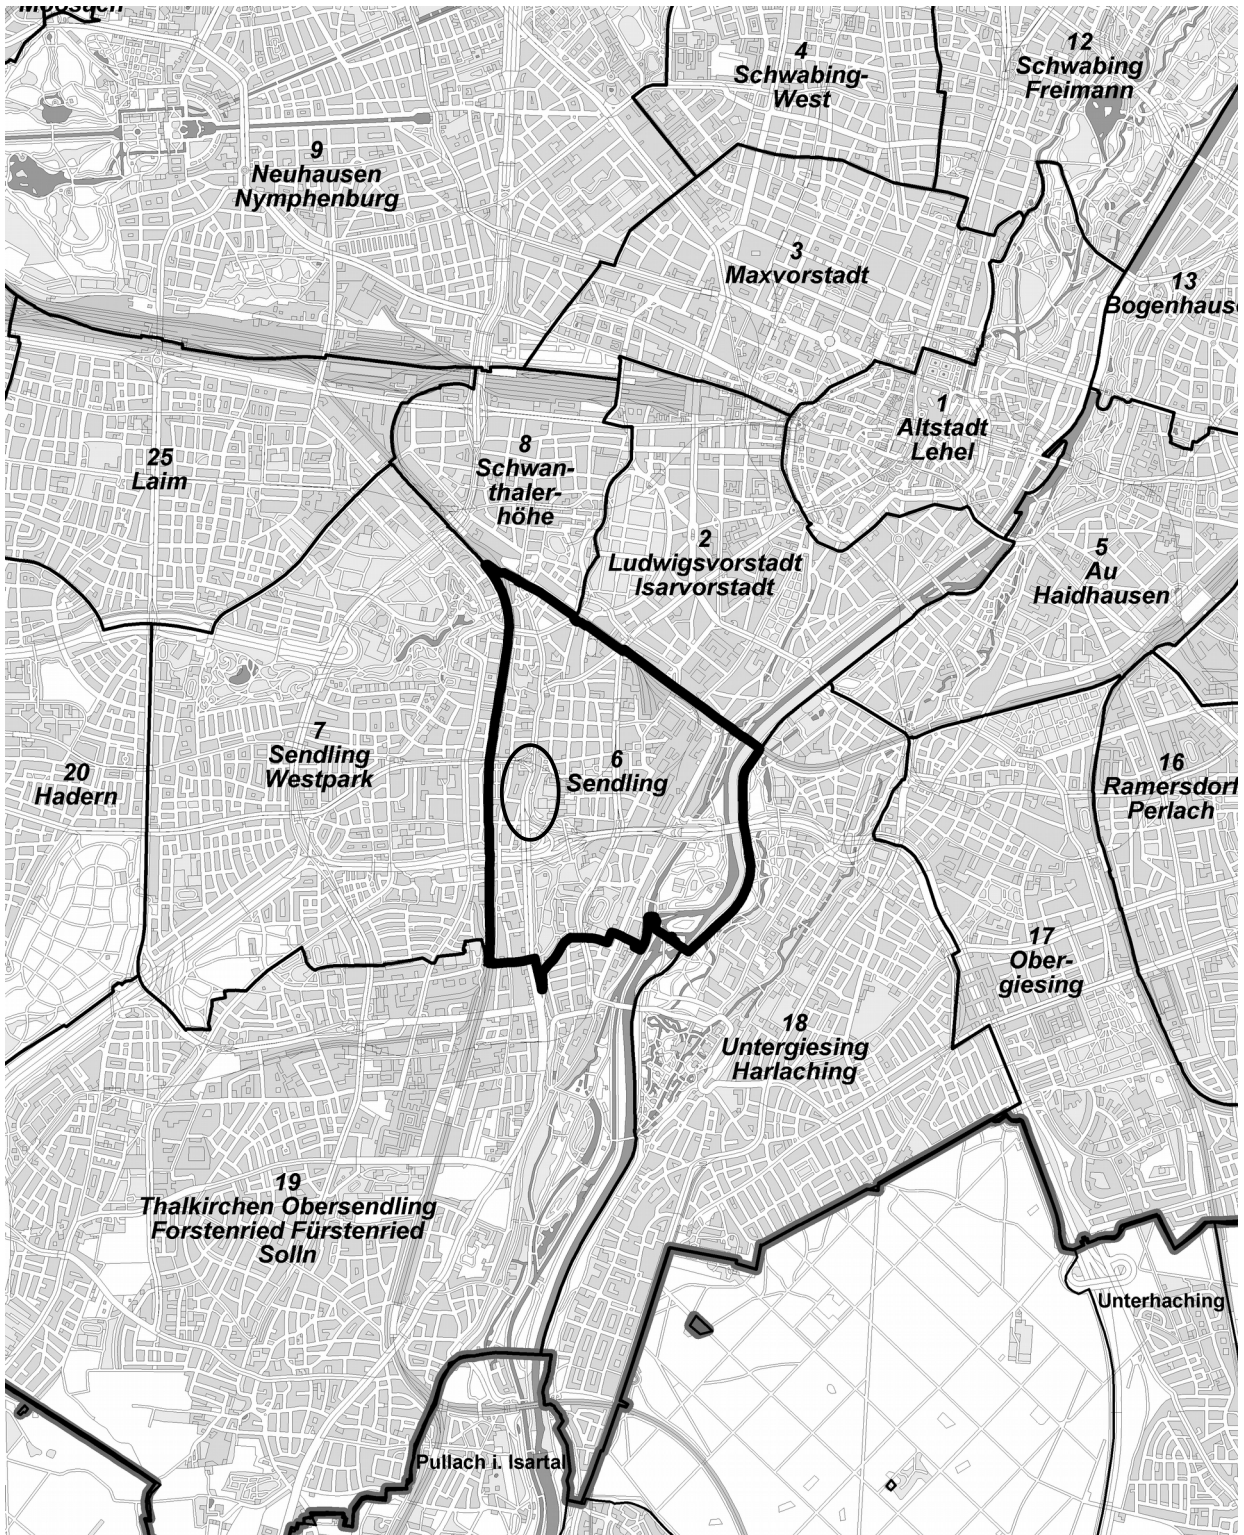 Moosach
4
Schwabing-
West
12
Schwabing
Freimann
9
Neuhausen
Nymphenburg
3
Maxvorstadt
13
Bogenhause
1
Altstadt
Lehel
8
Schwan-
thaler-
höhe
25
Laim
2
Ludwigsvorstadt
Isarvorstadt
5
Au
Haidhausen
7
Sendling
Westpark
6
Sendling
20
Hadern
16
Ramersdorf
Perlach
17
Ober-
giesing
18
Untergiesing
Harlaching
19
Thalkirchen Obersendling
Forstenried Fürstenried
Solln
Unterhaching
Pullach i. Isartal